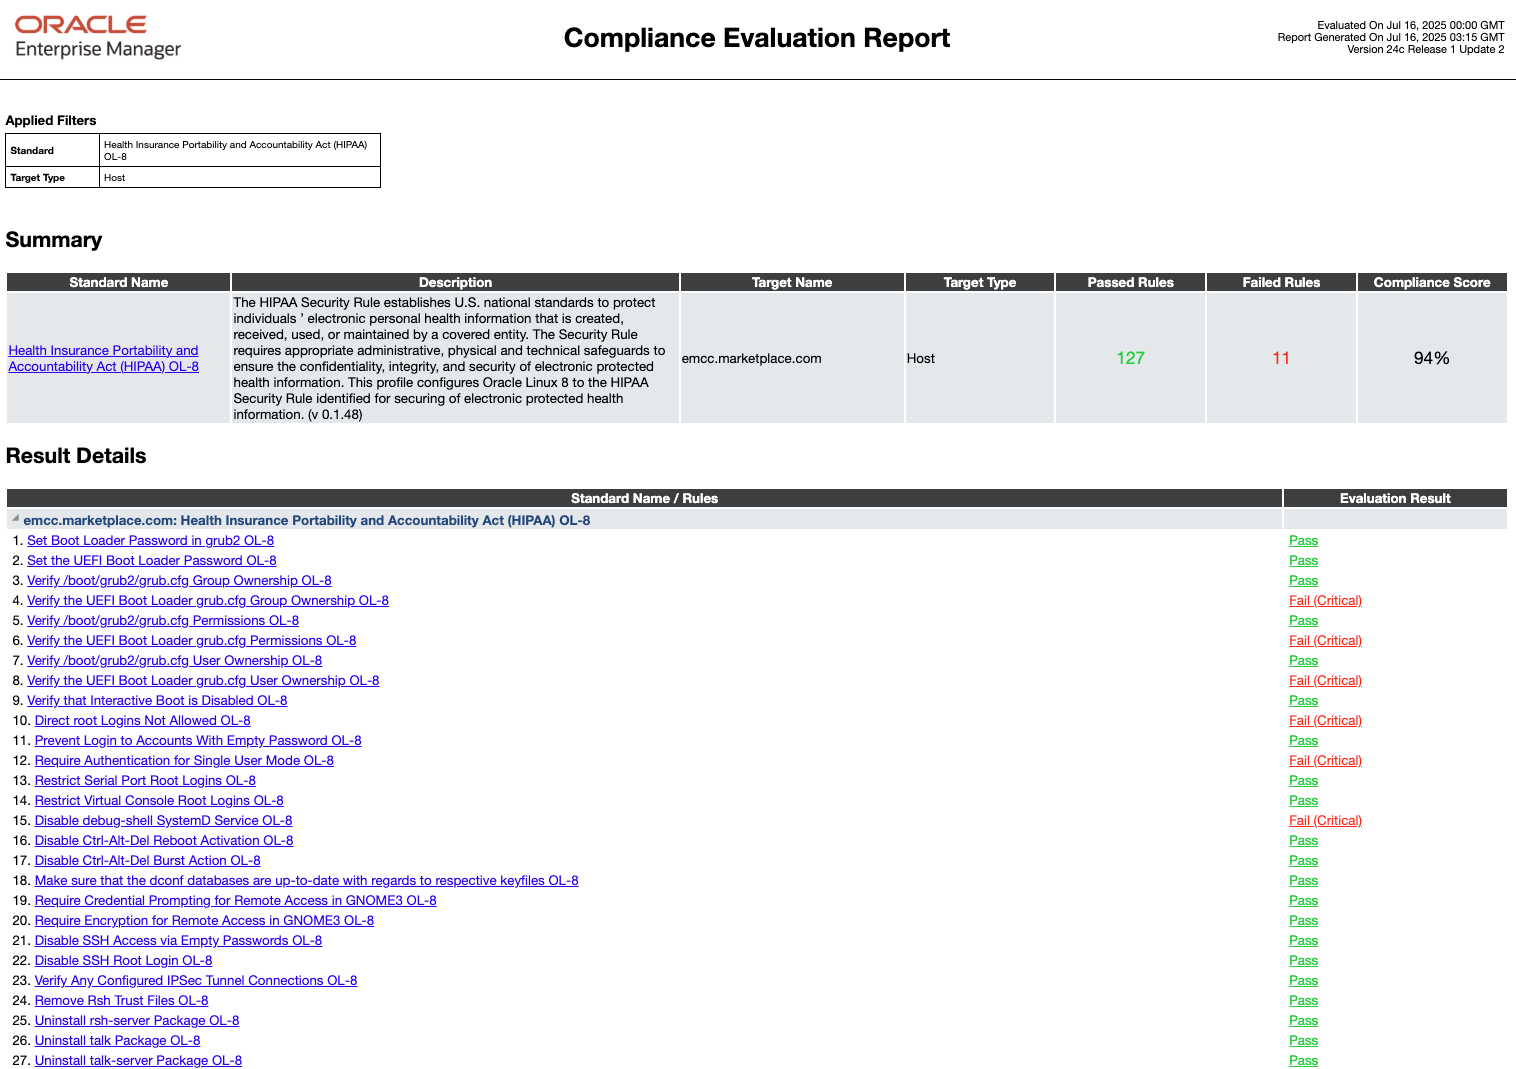 ORACLE
Enterprise Manager
Compliance Evaluation Report
Evaluated On Jul 16, 2025 00:00 GMT
Report Generated On Jul 16, 2025 03:15 GMT
Version 24c Release 1 Update 2
Applied Filters
Standard
Health Insurance Portability and Accountability Act (HIPAA)
OL-8
Target Type Host
Summary
Standard Name Description Target Name Target Type Passed Rules Failed Rules Compliance Score
Health Insurance Portability and
Accountability Act (HIPAA) OL-8
The HIPAA Security Rule establishes U.S. national standards to protect
individuals ’ electronic personal health information that is created,
received, used, or maintained by a covered entity. The Security Rule
requires appropriate administrative, physical and technical safeguards to
ensure the confidentiality, integrity, and security of electronic protected
health information. This profile configures Oracle Linux 8 to the HIPAA
Security Rule identified for securing of electronic protected health
information. (v 0.1.48)
emcc.marketplace.com Host 127 11 94%
Result Details
Standard Name / Rules Evaluation Result
emcc.marketplace.com: Health Insurance Portability and Accountability Act (HIPAA) OL-8
1. Set Boot Loader Password in grub2 OL-8 Pass
2. Set the UEFI Boot Loader Password OL-8 Pass
3. Verify /boot/grub2/grub.cfg Group Ownership OL-8 Pass
4. Verify the UEFI Boot Loader grub.cfg Group Ownership OL-8 Fail (Critical)
5. Verify /boot/grub2/grub.cfg Permissions OL-8 Pass
6. Verify the UEFI Boot Loader grub.cfg Permissions OL-8 Fail (Critical)
7. Verify /boot/grub2/grub.cfg User Ownership OL-8 Pass
8. Verify the UEFI Boot Loader grub.cfg User Ownership OL-8 Fail (Critical)
9. Verify that Interactive Boot is Disabled OL-8 Pass
10. Direct root Logins Not Allowed OL-8 Fail (Critical)
11. Prevent Login to Accounts With Empty Password OL-8 Pass
12. Require Authentication for Single User Mode OL-8 Fail (Critical)
13. Restrict Serial Port Root Logins OL-8 Pass
14. Restrict Virtual Console Root Logins OL-8 Pass
15. Disable debug-shell SystemD Service OL-8 Fail (Critical)
16. Disable Ctrl-Alt-Del Reboot Activation OL-8 Pass
17. Disable Ctrl-Alt-Del Burst Action OL-8 Pass
18. Make sure that the dconf databases are up-to-date with regards to respective keyfiles OL-8 Pass
19. Require Credential Prompting for Remote Access in GNOME3 OL-8 Pass
20. Require Encryption for Remote Access in GNOME3 OL-8 Pass
21. Disable SSH Access via Empty Passwords OL-8 Pass
22. Disable SSH Root Login OL-8 Pass
23. Verify Any Configured IPSec Tunnel Connections OL-8 Pass
24. Remove Rsh Trust Files OL-8 Pass
25. Uninstall rsh-server Package OL-8 Pass
26. Uninstall talk Package OL-8 Pass
27. Uninstall talk-server Package OL-8 Pass